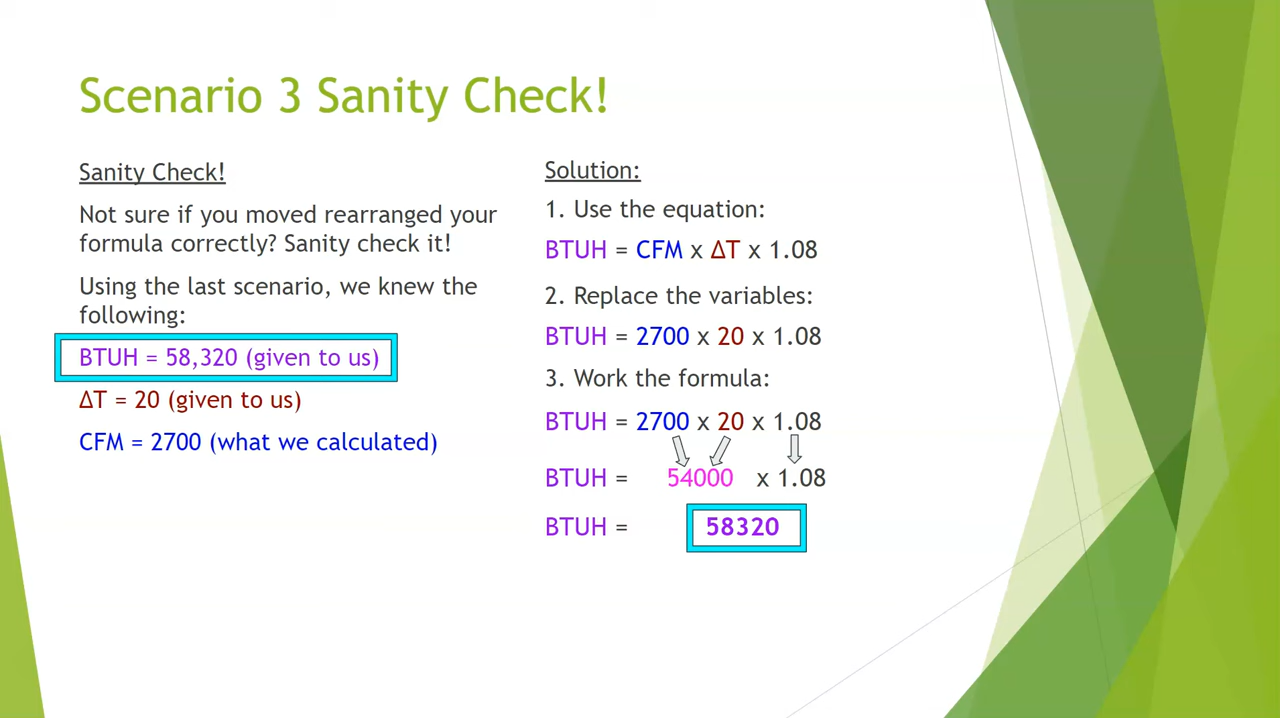 Scenario 3 Sanity Check!
Sanity Check!
Not sure if you moved rearranged your
formula correctly? Sanity check it!
Using the last scenario, we knew the
following:
BTUH = 58,320 (given to us)
ΔT = 20 (given to us)
CFM = 2700 (what we calculated)
Solution:
1. Use the equation:
BTUH = CFM x ΔT x 1.08
2. Replace the variables:
BTUH = 2700 x 20 x 1.08
3. Work the formula:
BTUH = 2700 x 20 x 1.08
BTUH = 54000 x 1.08
BTUH = 58320